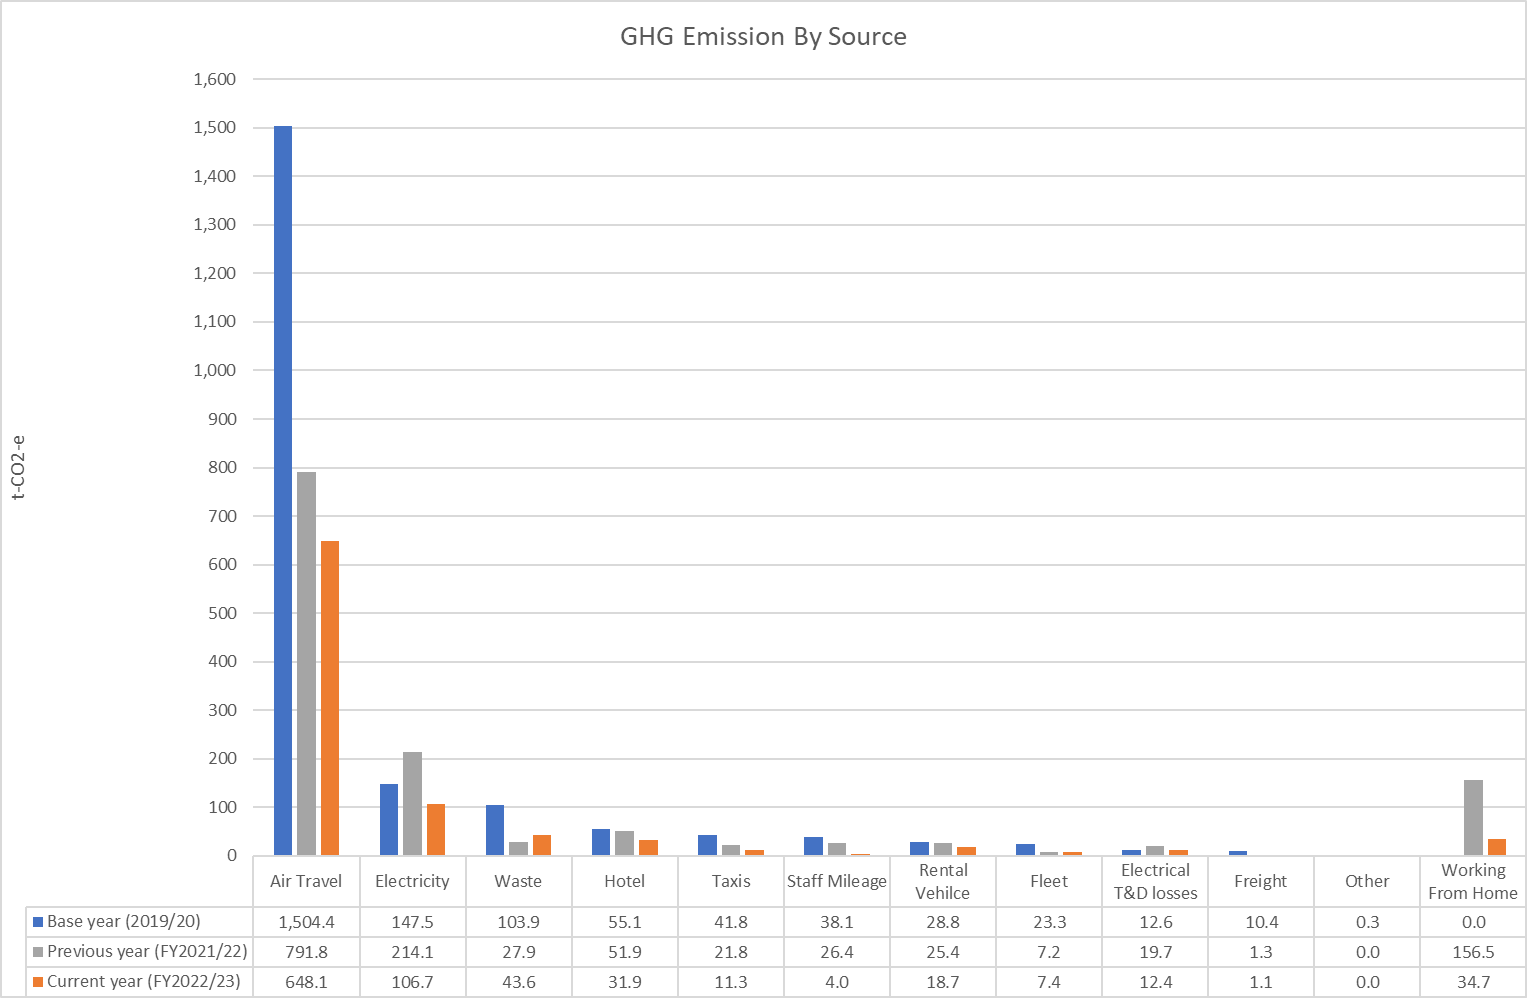 GHG Emission By Source
t-CO2-e
1,600
1,500
1,400
1,300
1,200
1,100
1,000
900
800
700
600
500
400
300
200
100
0
Air Travel Electricity Waste Hotel Taxis Staff Mileage Rental Vehilce Fleet Electrical T&D losses Freight Other Working From Home
Base year (2019/20) 1,504.4 147.5 103.9 55.1 41.8 38.1 28.8 23.3 12.6 10.4 0.3 0.0
Previous year (FY2021/22) 791.8 214.1 27.9 51.9 21.8 26.4 25.4 7.2 19.7 1.3 0.0 156.5
Current year (FY2022/23) 648.1 106.7 43.6 31.9 11.3 4.0 18.7 7.4 12.4 1.1 0.0 34.7